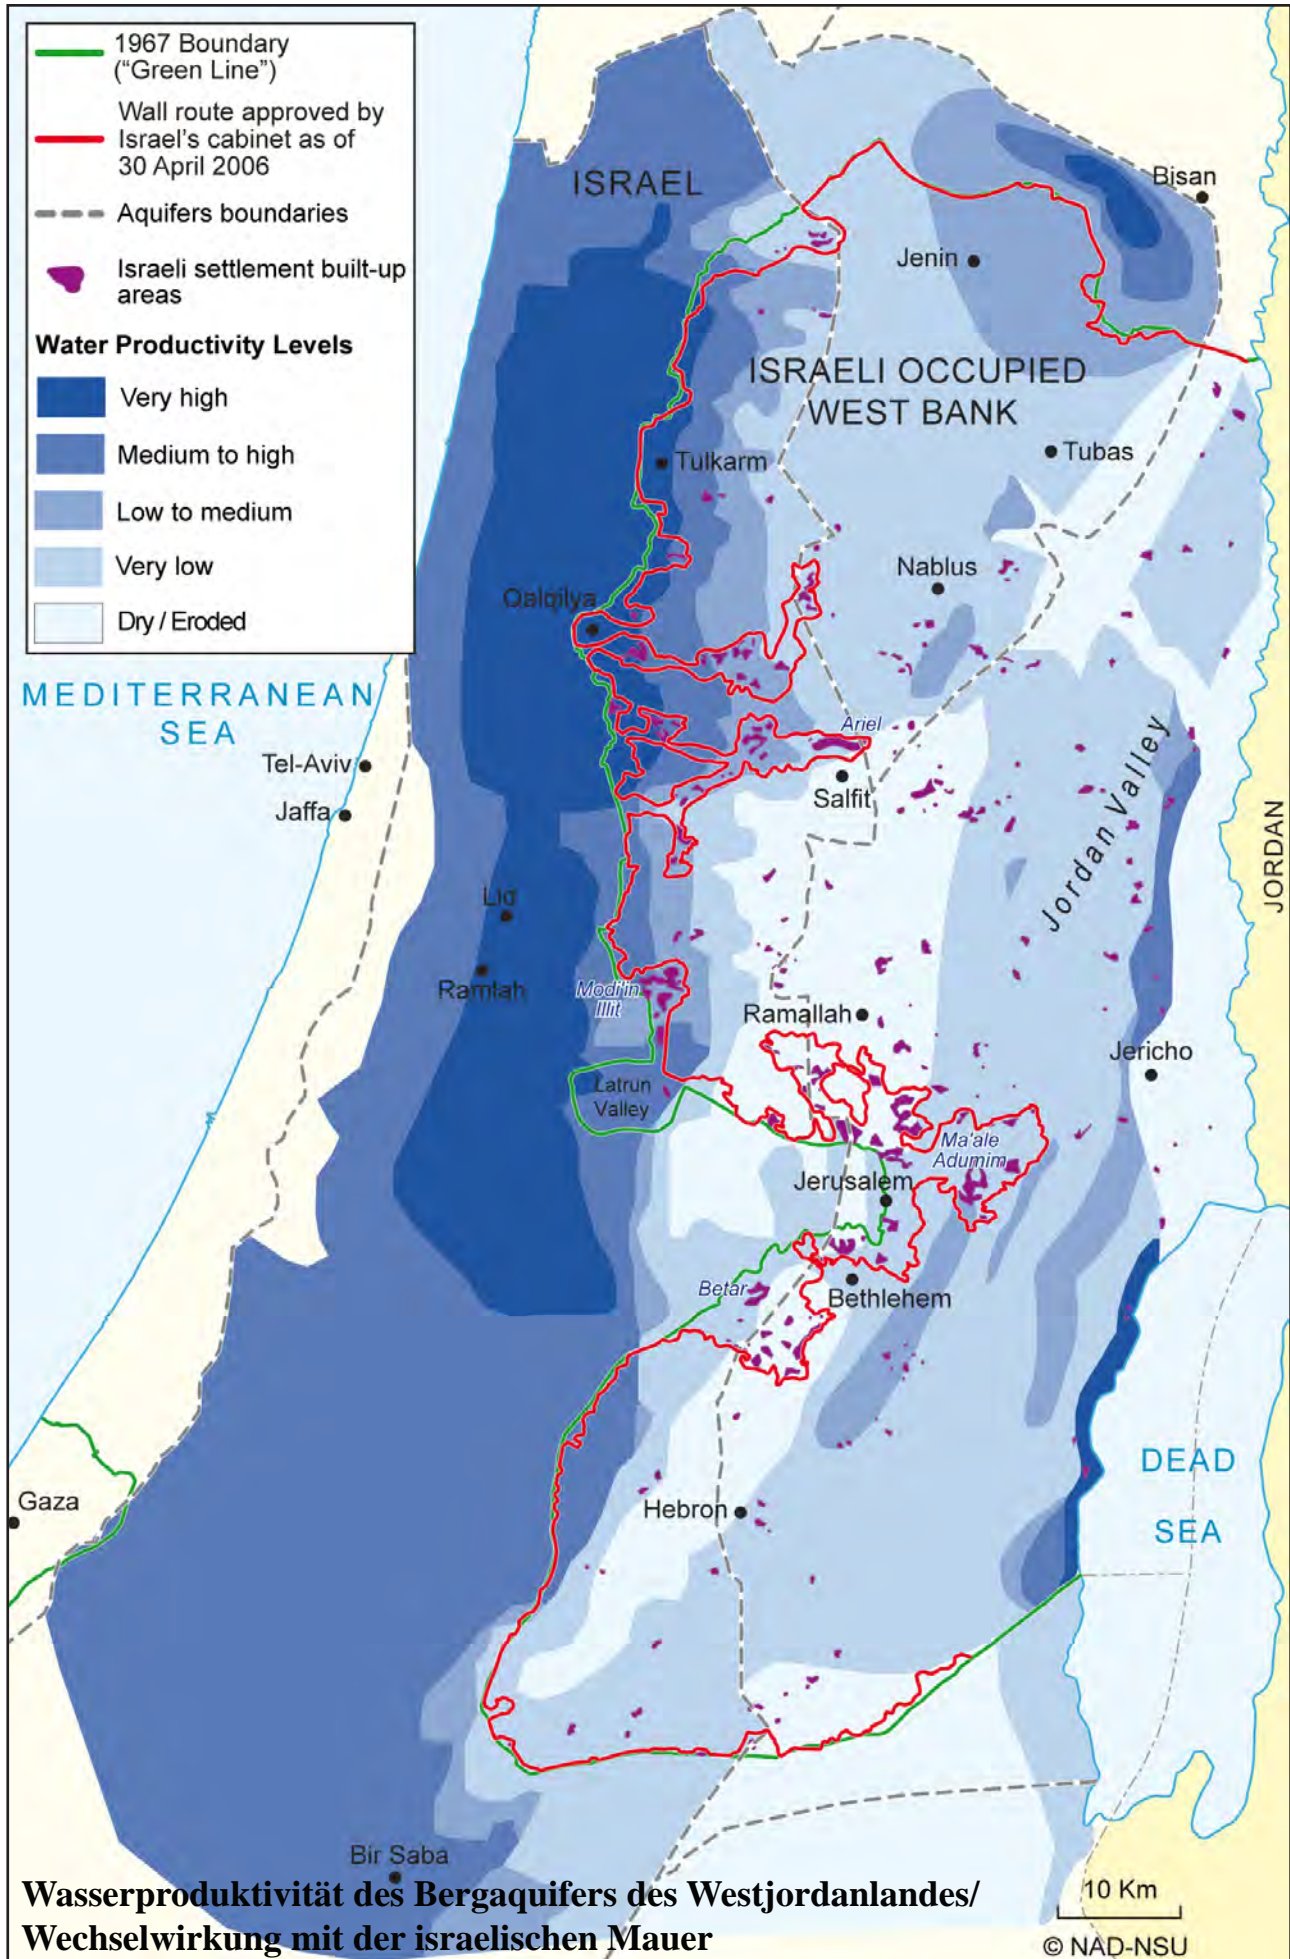 1967 Boundary
("Green Line")
Wall route approved by
Israel's cabinet as of
30 April 2006
Aquifers boundaries
Israeli settlement built-up
areas
Water Productivity Levels
Very high
Medium to high
Low to medium
Very low
Dry / Eroded
ISRAEL
Bisan
Jenin
ISRAELI OCCUPIED
WEST BANK
Tulkarm
Tubas
Nablus
Qalqilya
MEDITERRANEAN
SEA
Ariel
Tel-Aviv
Salfit
Jaffa
Jordan Valley
JORDAN
Lid
Ramlah
Modi'in
Illit
Ramallah
Jericho
Latrun
Valley
Ma'ale
Adumim
Jerusalem
Betar
Bethlehem
DEAD
SEA
Gaza
Hebron
Bir Saba
10 Km
Wasserproduktivität des Bergaquifers des Westjordanlandes/
Wechselwirkung mit der israelischen Mauer
© NAD-NSU